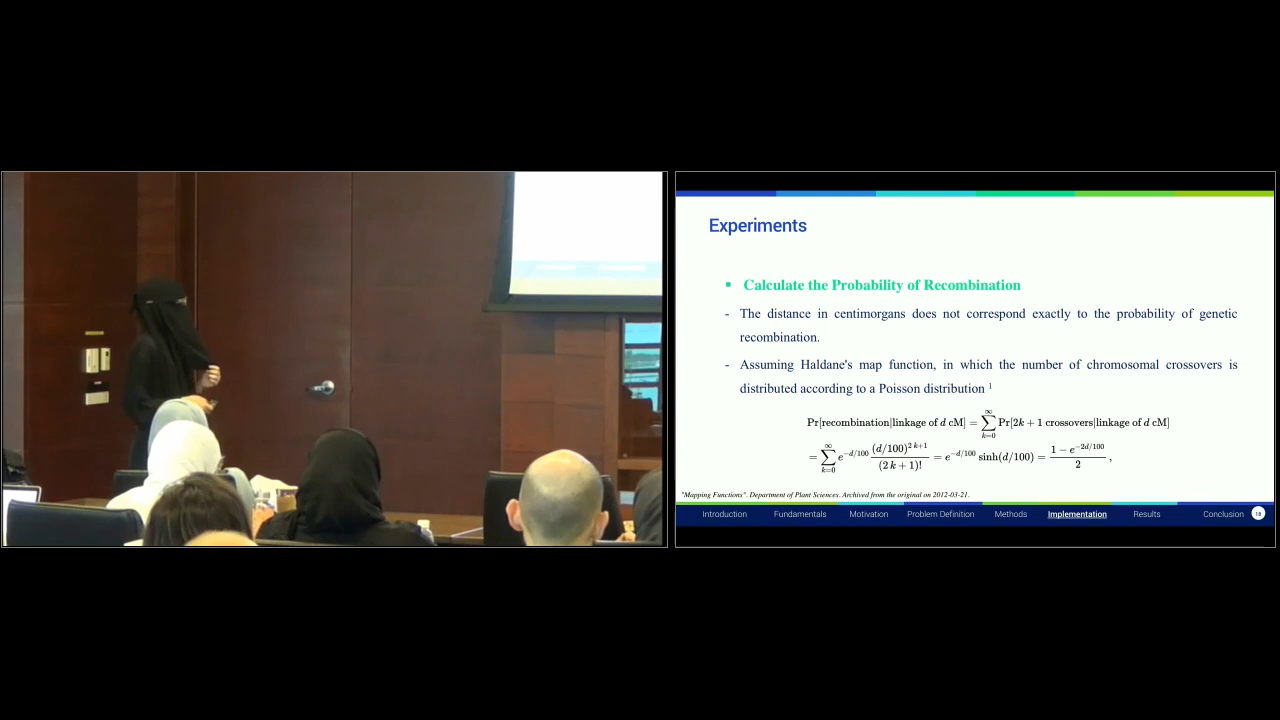 Experiments
▪ Calculate the Probability of Recombination
- The distance in centimorgans does not correspond exactly to the probability of genetic
recombination.
- Assuming Haldane's map function, in which the number of chromosomal crossovers is
distributed according to a Poisson distribution ¹
Pr[recombination|linkage of d cM] = ∑_{k=0}^{∞} Pr[2k + 1 crossovers|linkage of d cM]
= ∑_{k=0}^{∞} e^{-d/100} (d/100)^{2k+1} / (2k+1)! = e^{-d/100} sinh(d/100) = (1 − e^{-2d/100}) / 2 ,
"Mapping Functions". Department of Plant Sciences. Archived from the original on 2012-03-21.
Introduction Fundamentals Motivation Problem Definition Methods Implementation Results Conclusion 18